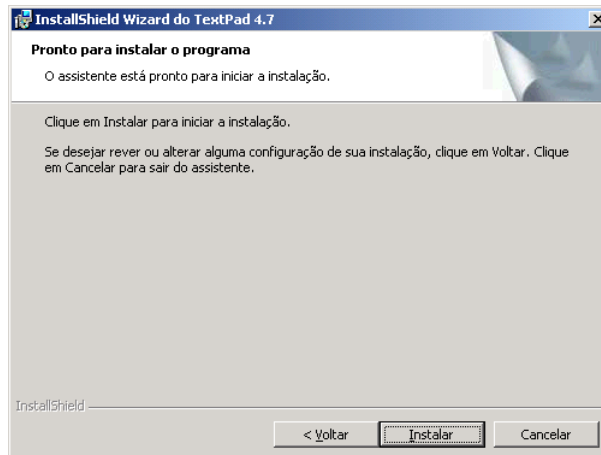 InstallShield Wizard do TextPad 4.7
Pronto para instalar o programa
O assistente está pronto para iniciar a instalação.
Clique em Instalar para iniciar a instalação.
Se desejar rever ou alterar alguma configuração de sua instalação, clique em Voltar. Clique
em Cancelar para sair do assistente.
InstallShield
< Voltar
Instalar
Cancelar